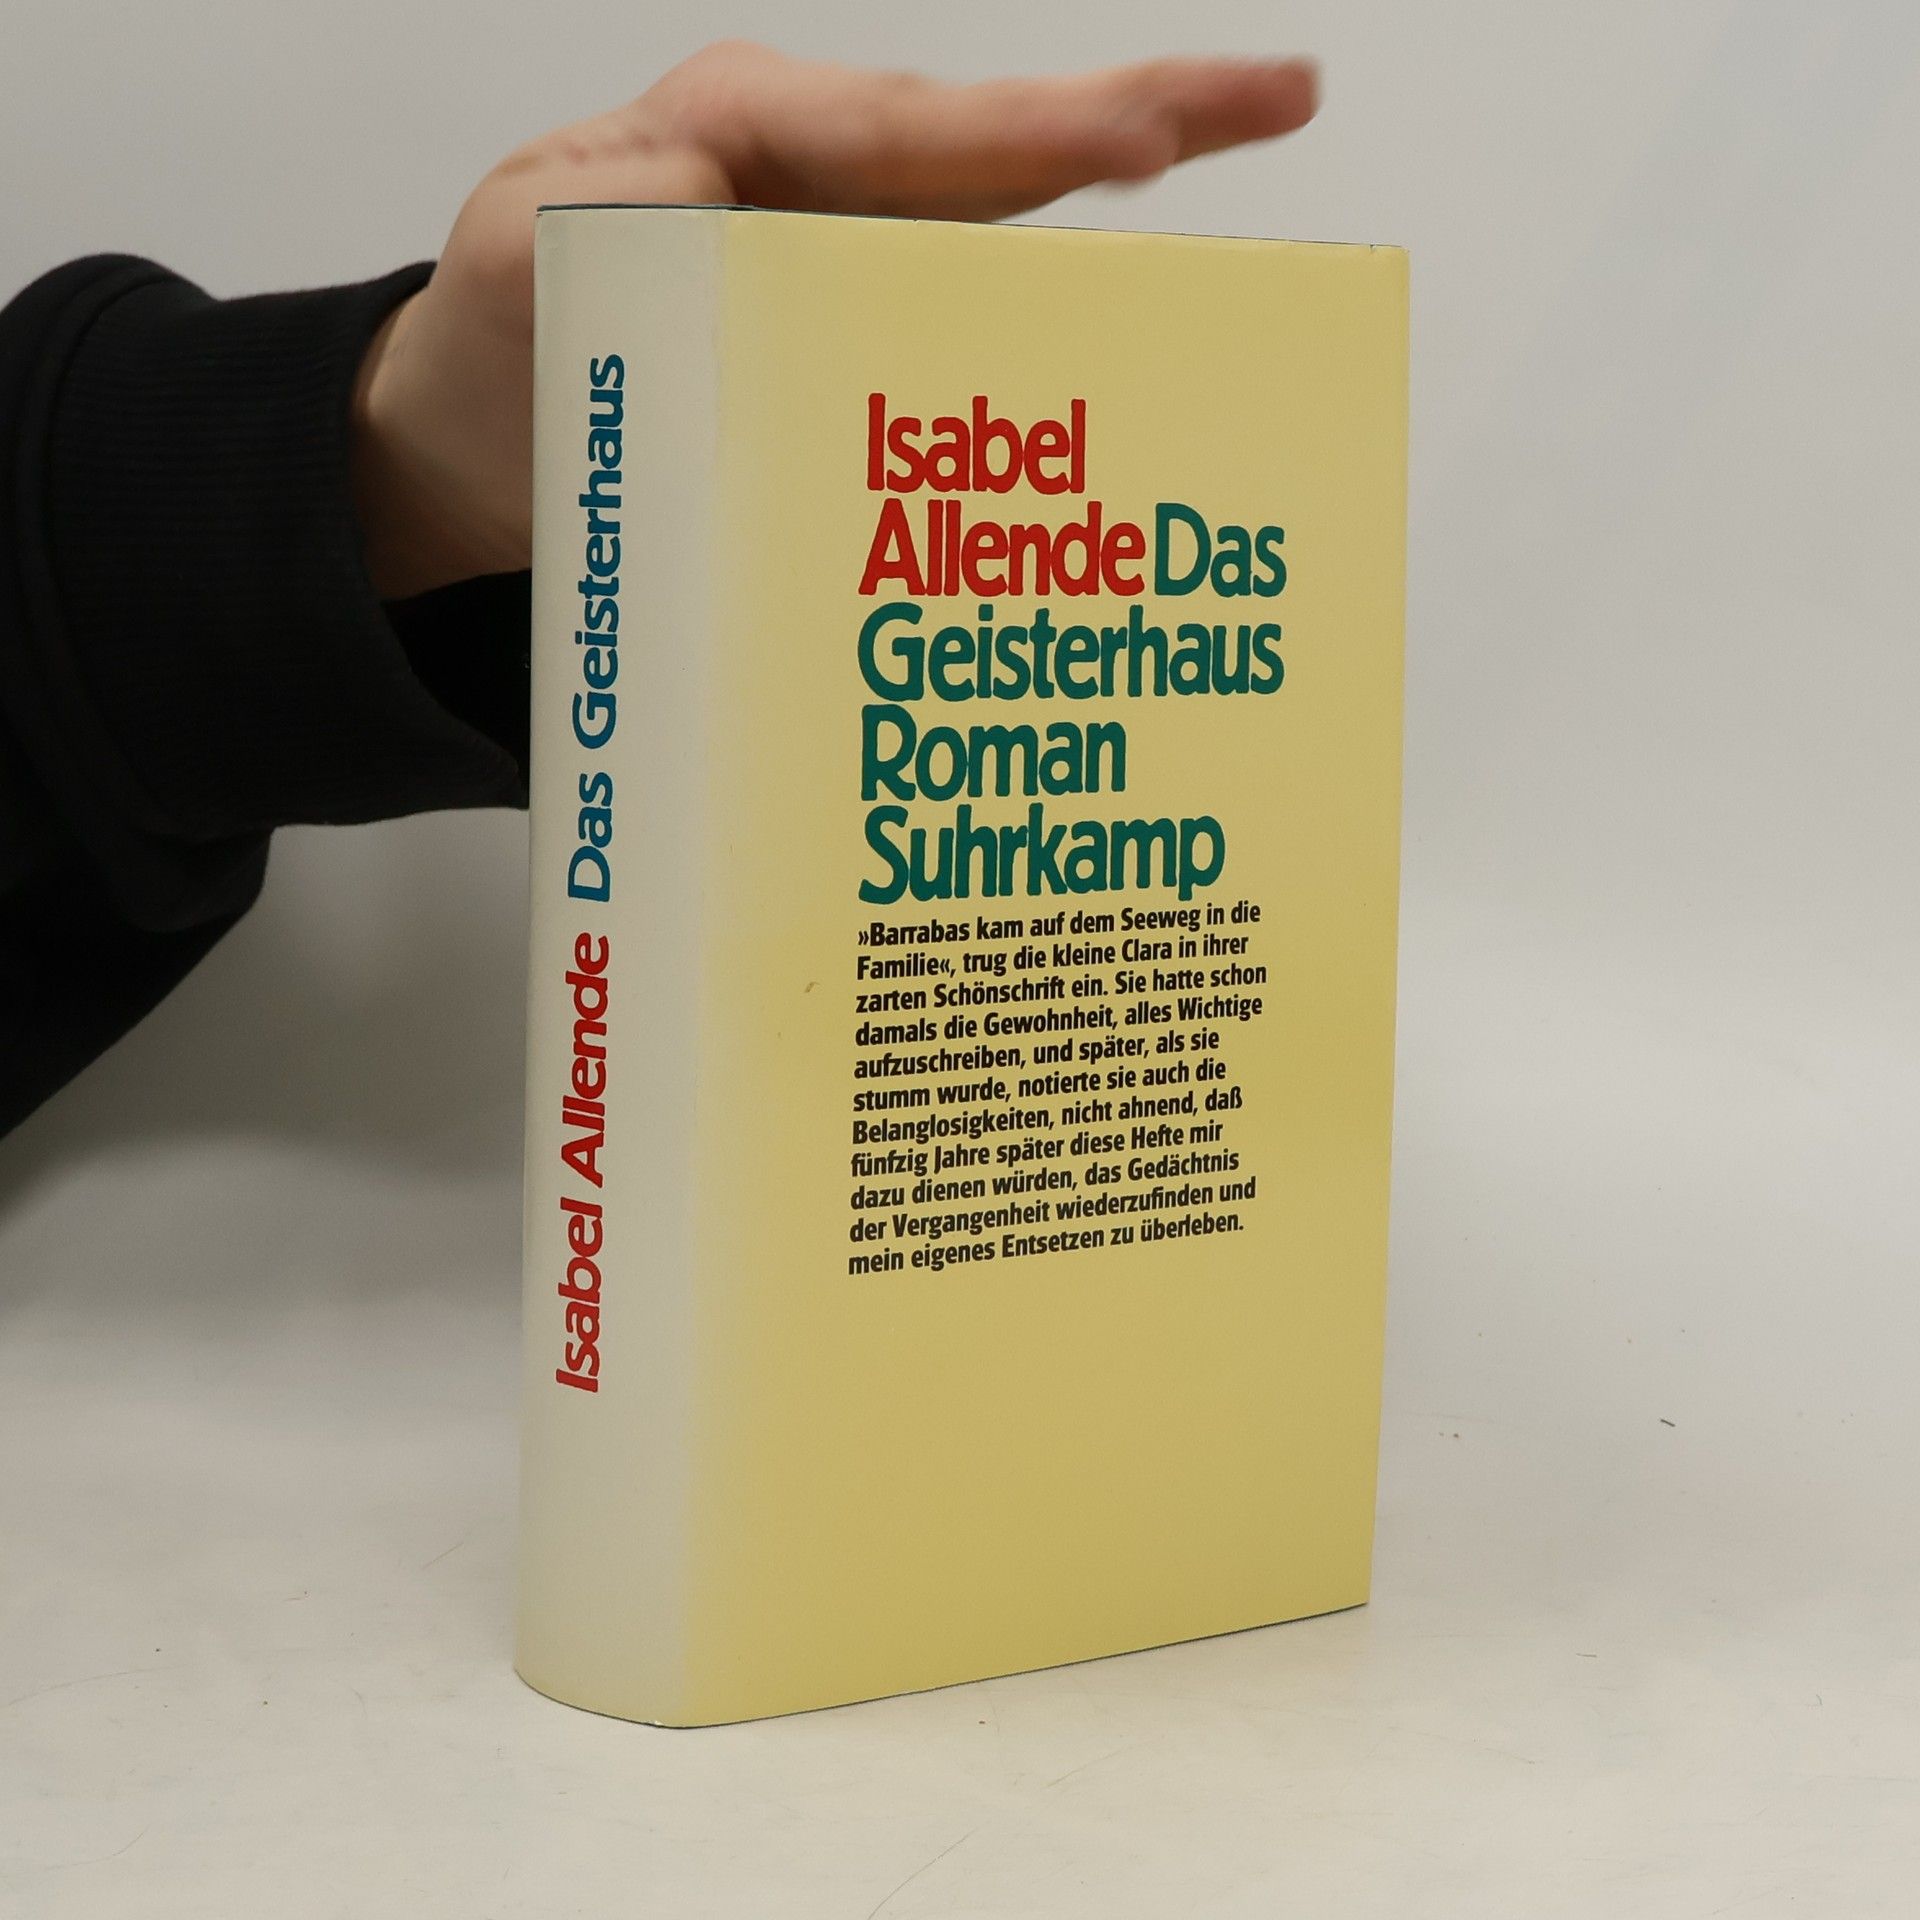 Isabel Allende Das Geisterhaus
Isabel
Allende Das
Geisterhaus
Roman
Suhrkamp
»Barrabas kam auf dem Seeweg in die
Familie«, trug die kleine Clara in ihrer
zarten Schönschrift ein. Sie hatte schon
damals die Gewohnheit, alles Wichtige
aufzuschreiben, und später, als sie
stumm wurde, notierte sie auch die
Belanglosigkeiten, nicht ahnend, daß
fünfzig Jahre später diese Hefte mir
dazu dienen würden, das Gedächtnis
der Vergangenheit wiederzufinden und
mein eigenes Entsetzen zu überleben.